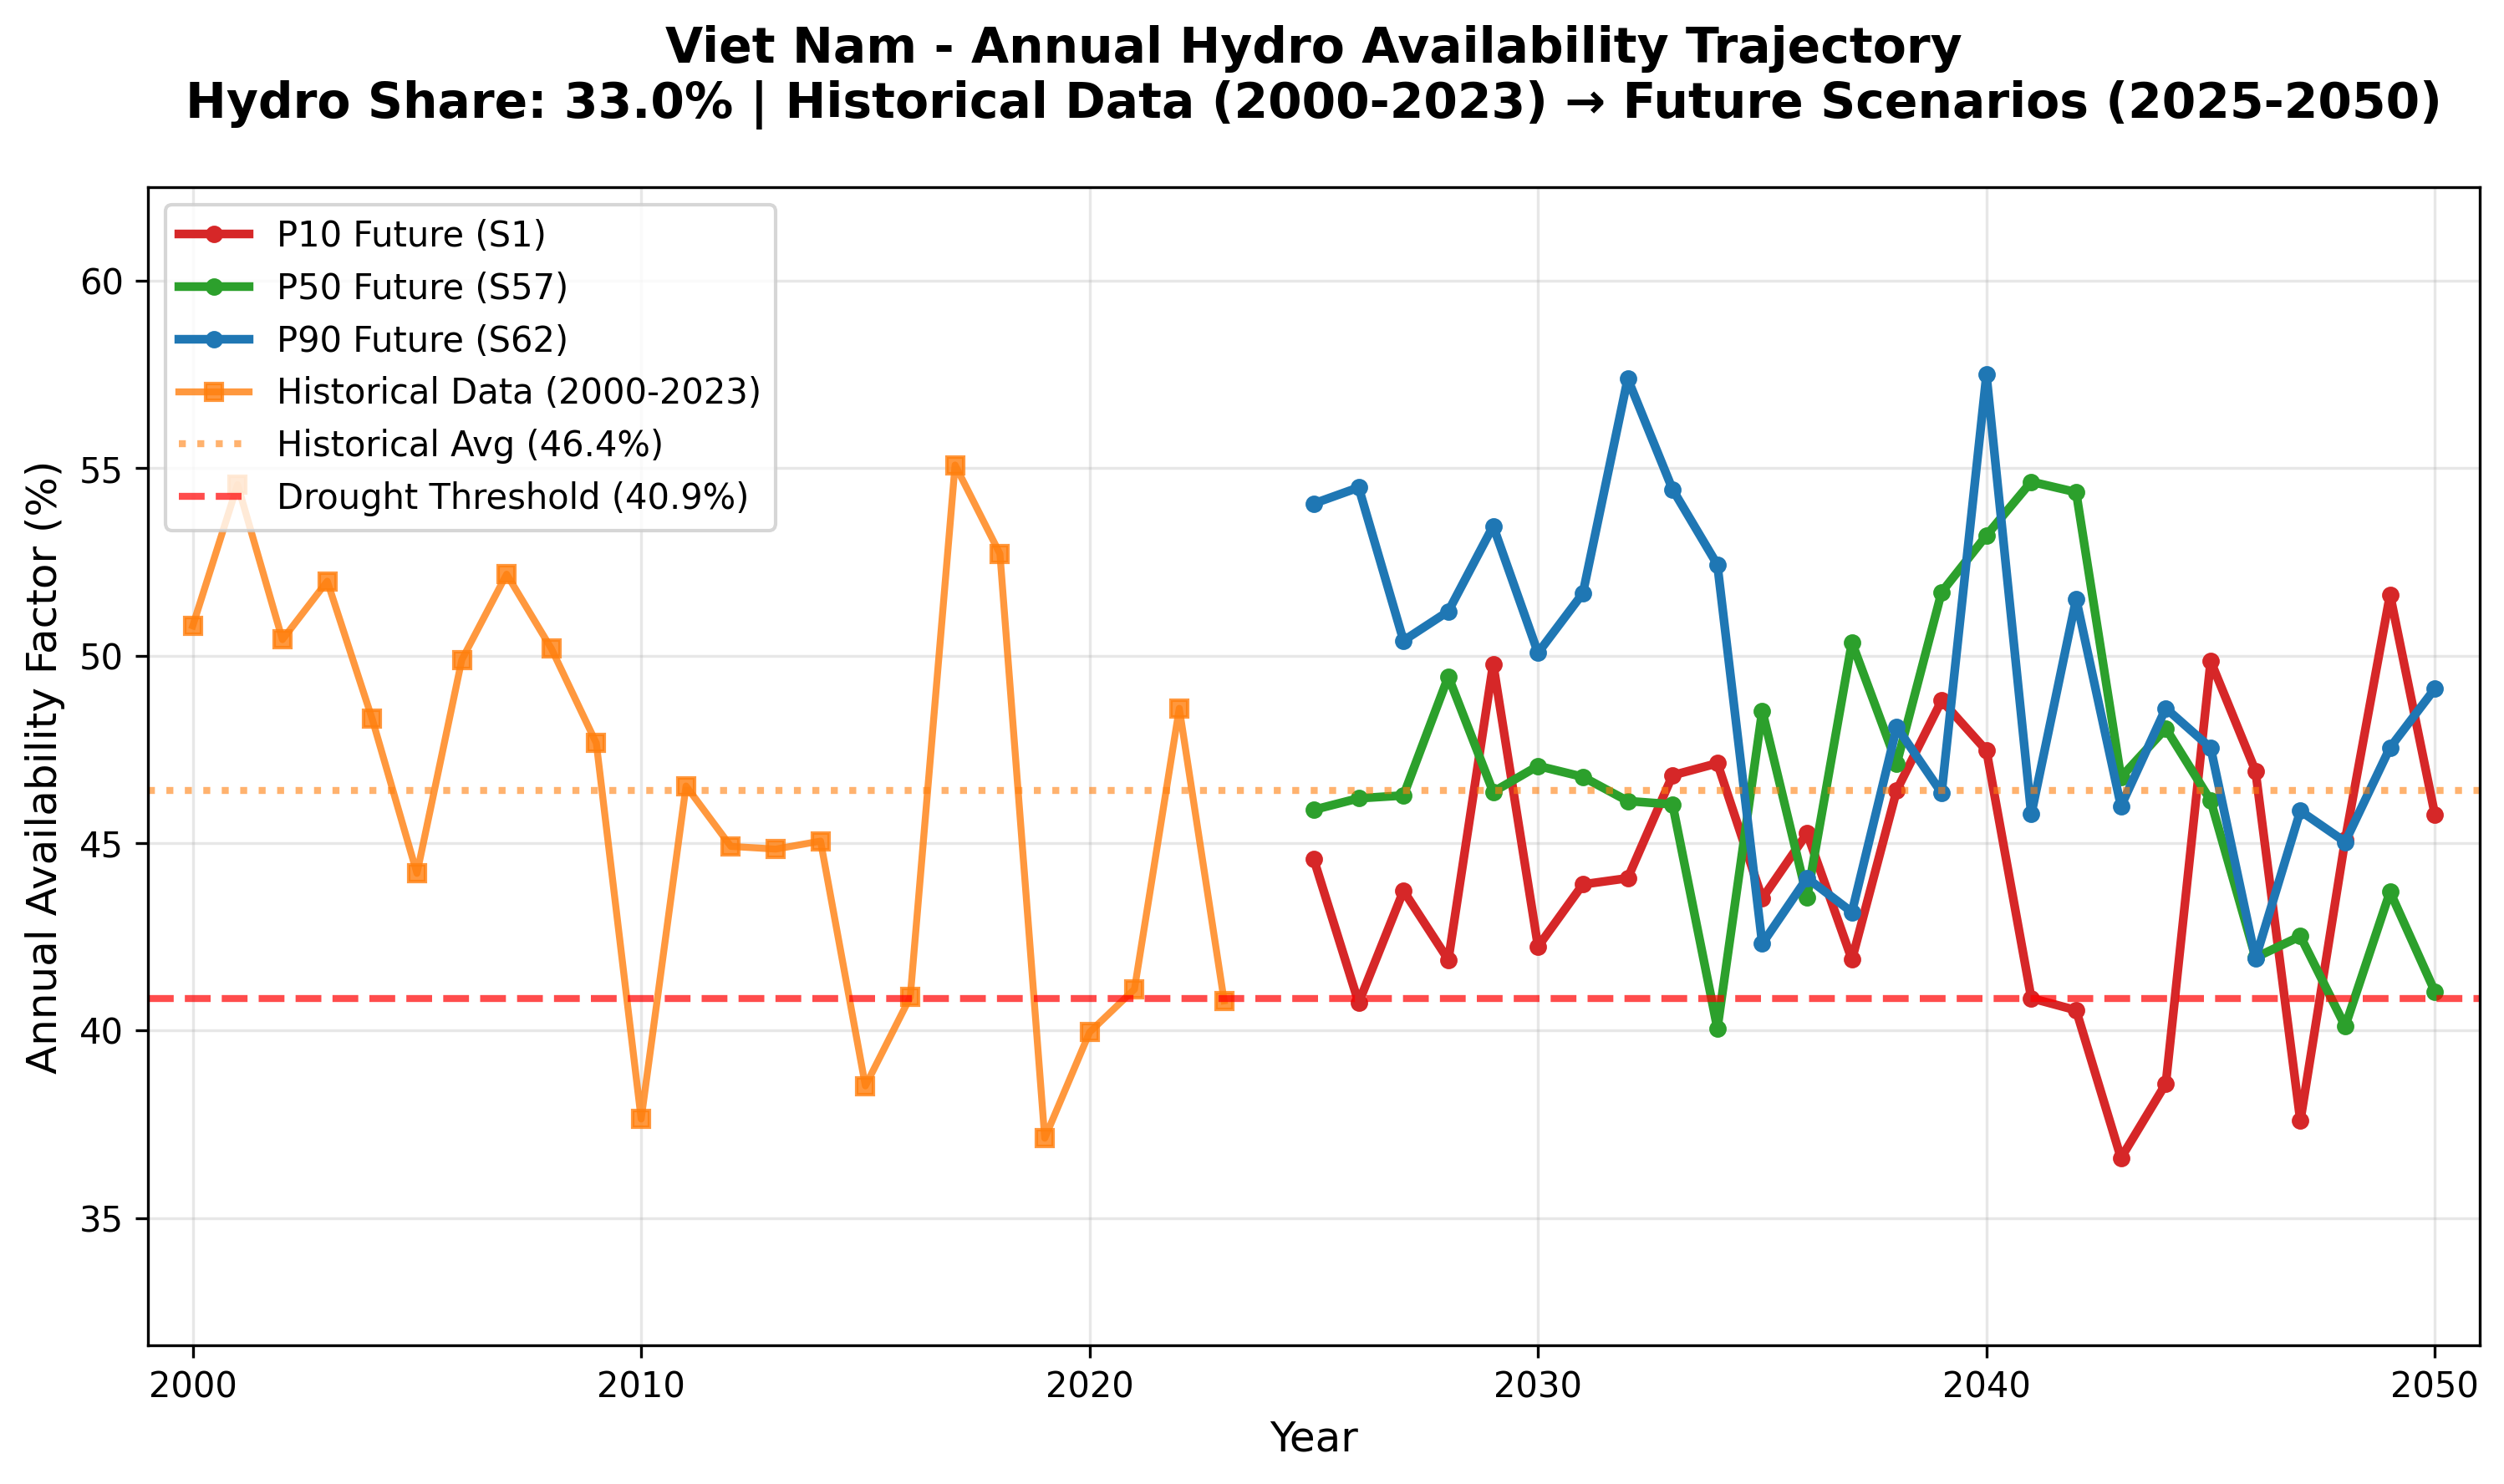 Viet Nam - Annual Hydro Availability Trajectory
Hydro Share: 33.0% | Historical Data (2000-2023) → Future Scenarios (2025-2050)
P10 Future (S1)
P50 Future (S57)
P90 Future (S62)
Historical Data (2000-2023)
Historical Avg (46.4%)
Drought Threshold (40.9%)
Annual Availability Factor (%)
60
55
50
45
40
35
2000
2010
2020
2030
2040
2050
Year